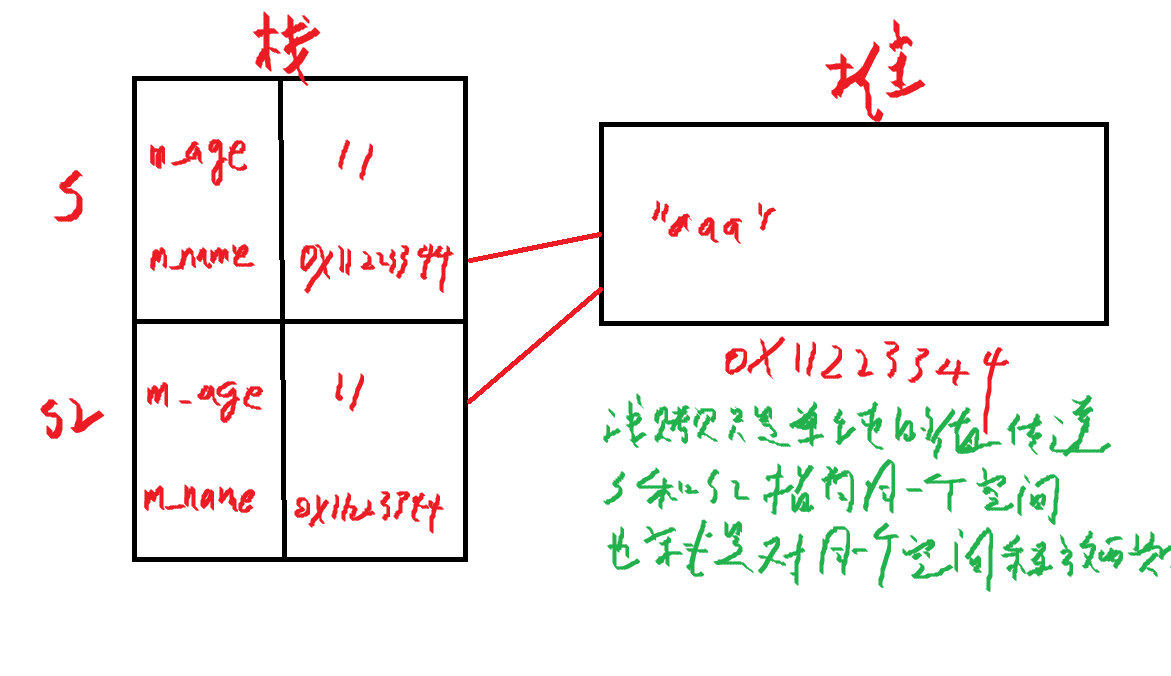 栈
堆
S
m_age
11
m_name
0X11223344
"aaa"
S2
m_age
11
m_name
0X11223344
0X11223344
浅赋只是单纯的值传递
S和S2指向同一个空间
也就是对同一个空间释放两次